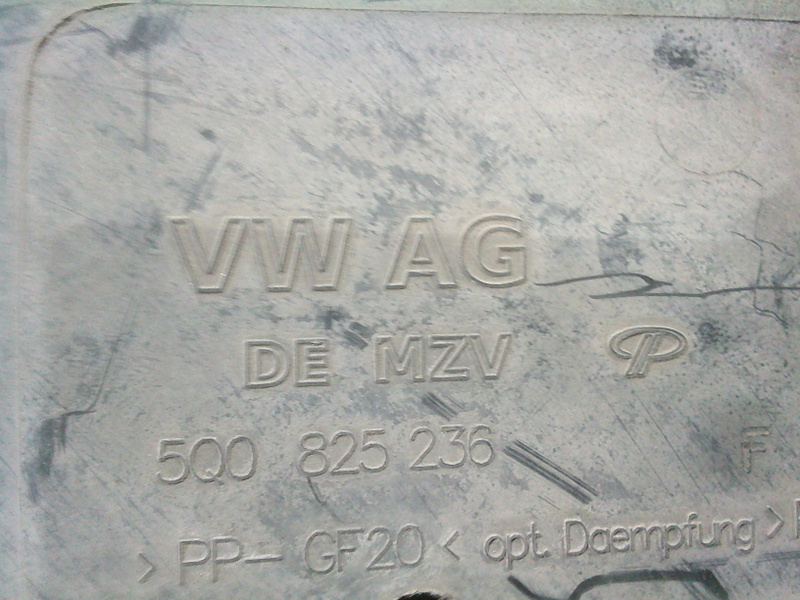 VW AG
DE MZV
5Q0 825 236 F
>PP-GF20< opt. Daempfung>